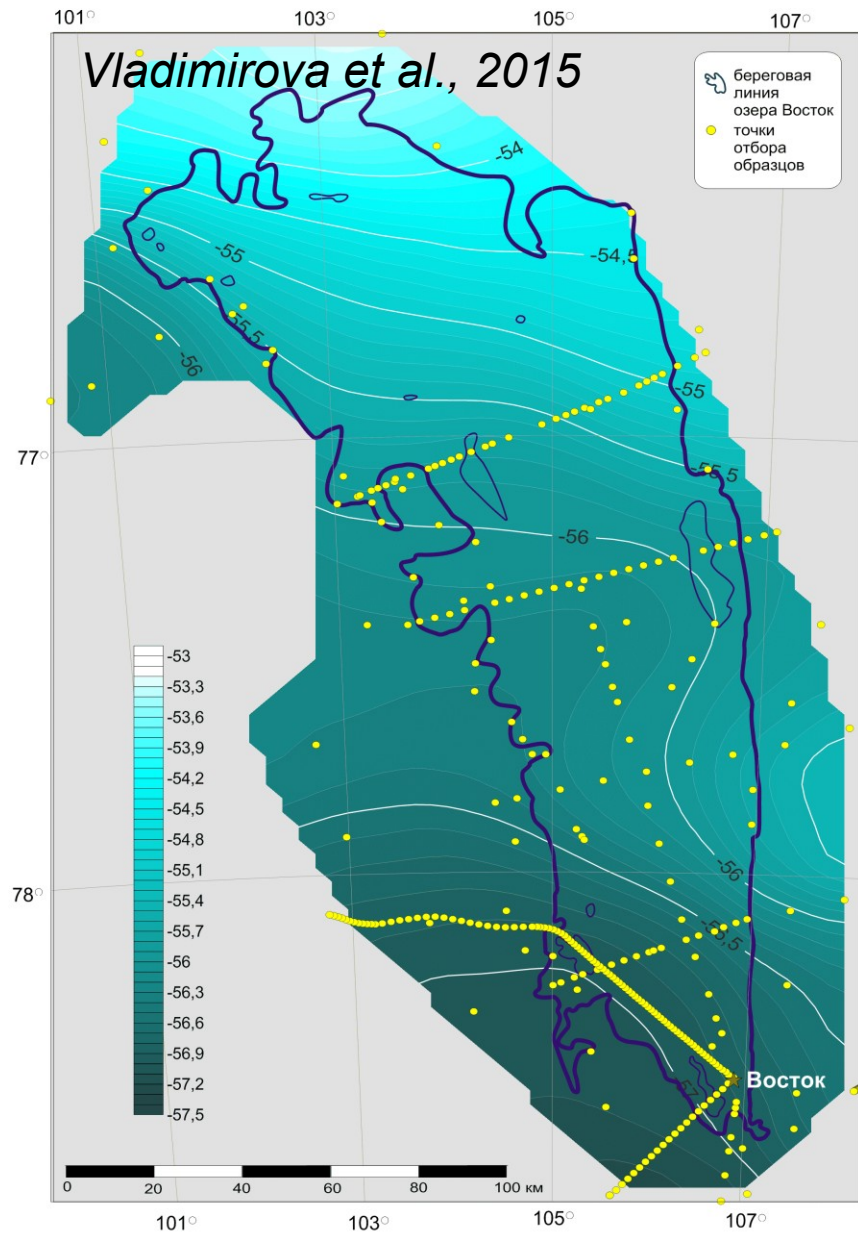 101° 103° 105° 107°
Vladimirova et al., 2015
береговая
линия
озера Восток
точки
отбора
образцов
-54
-54,5
-55
-55,5
-56
-55
77°
-55,5
-56
-53
-53,3
-53,6
-53,9
-54,2
-54,5
-54,8
-55,1
-55,4
-55,7
-56
-56,3
-56,6
-56,9
-57,2
-57,5
-56
78°
-55,5
-57
Восток
0 20 40 60 80 100 км
101° 103° 105° 107°